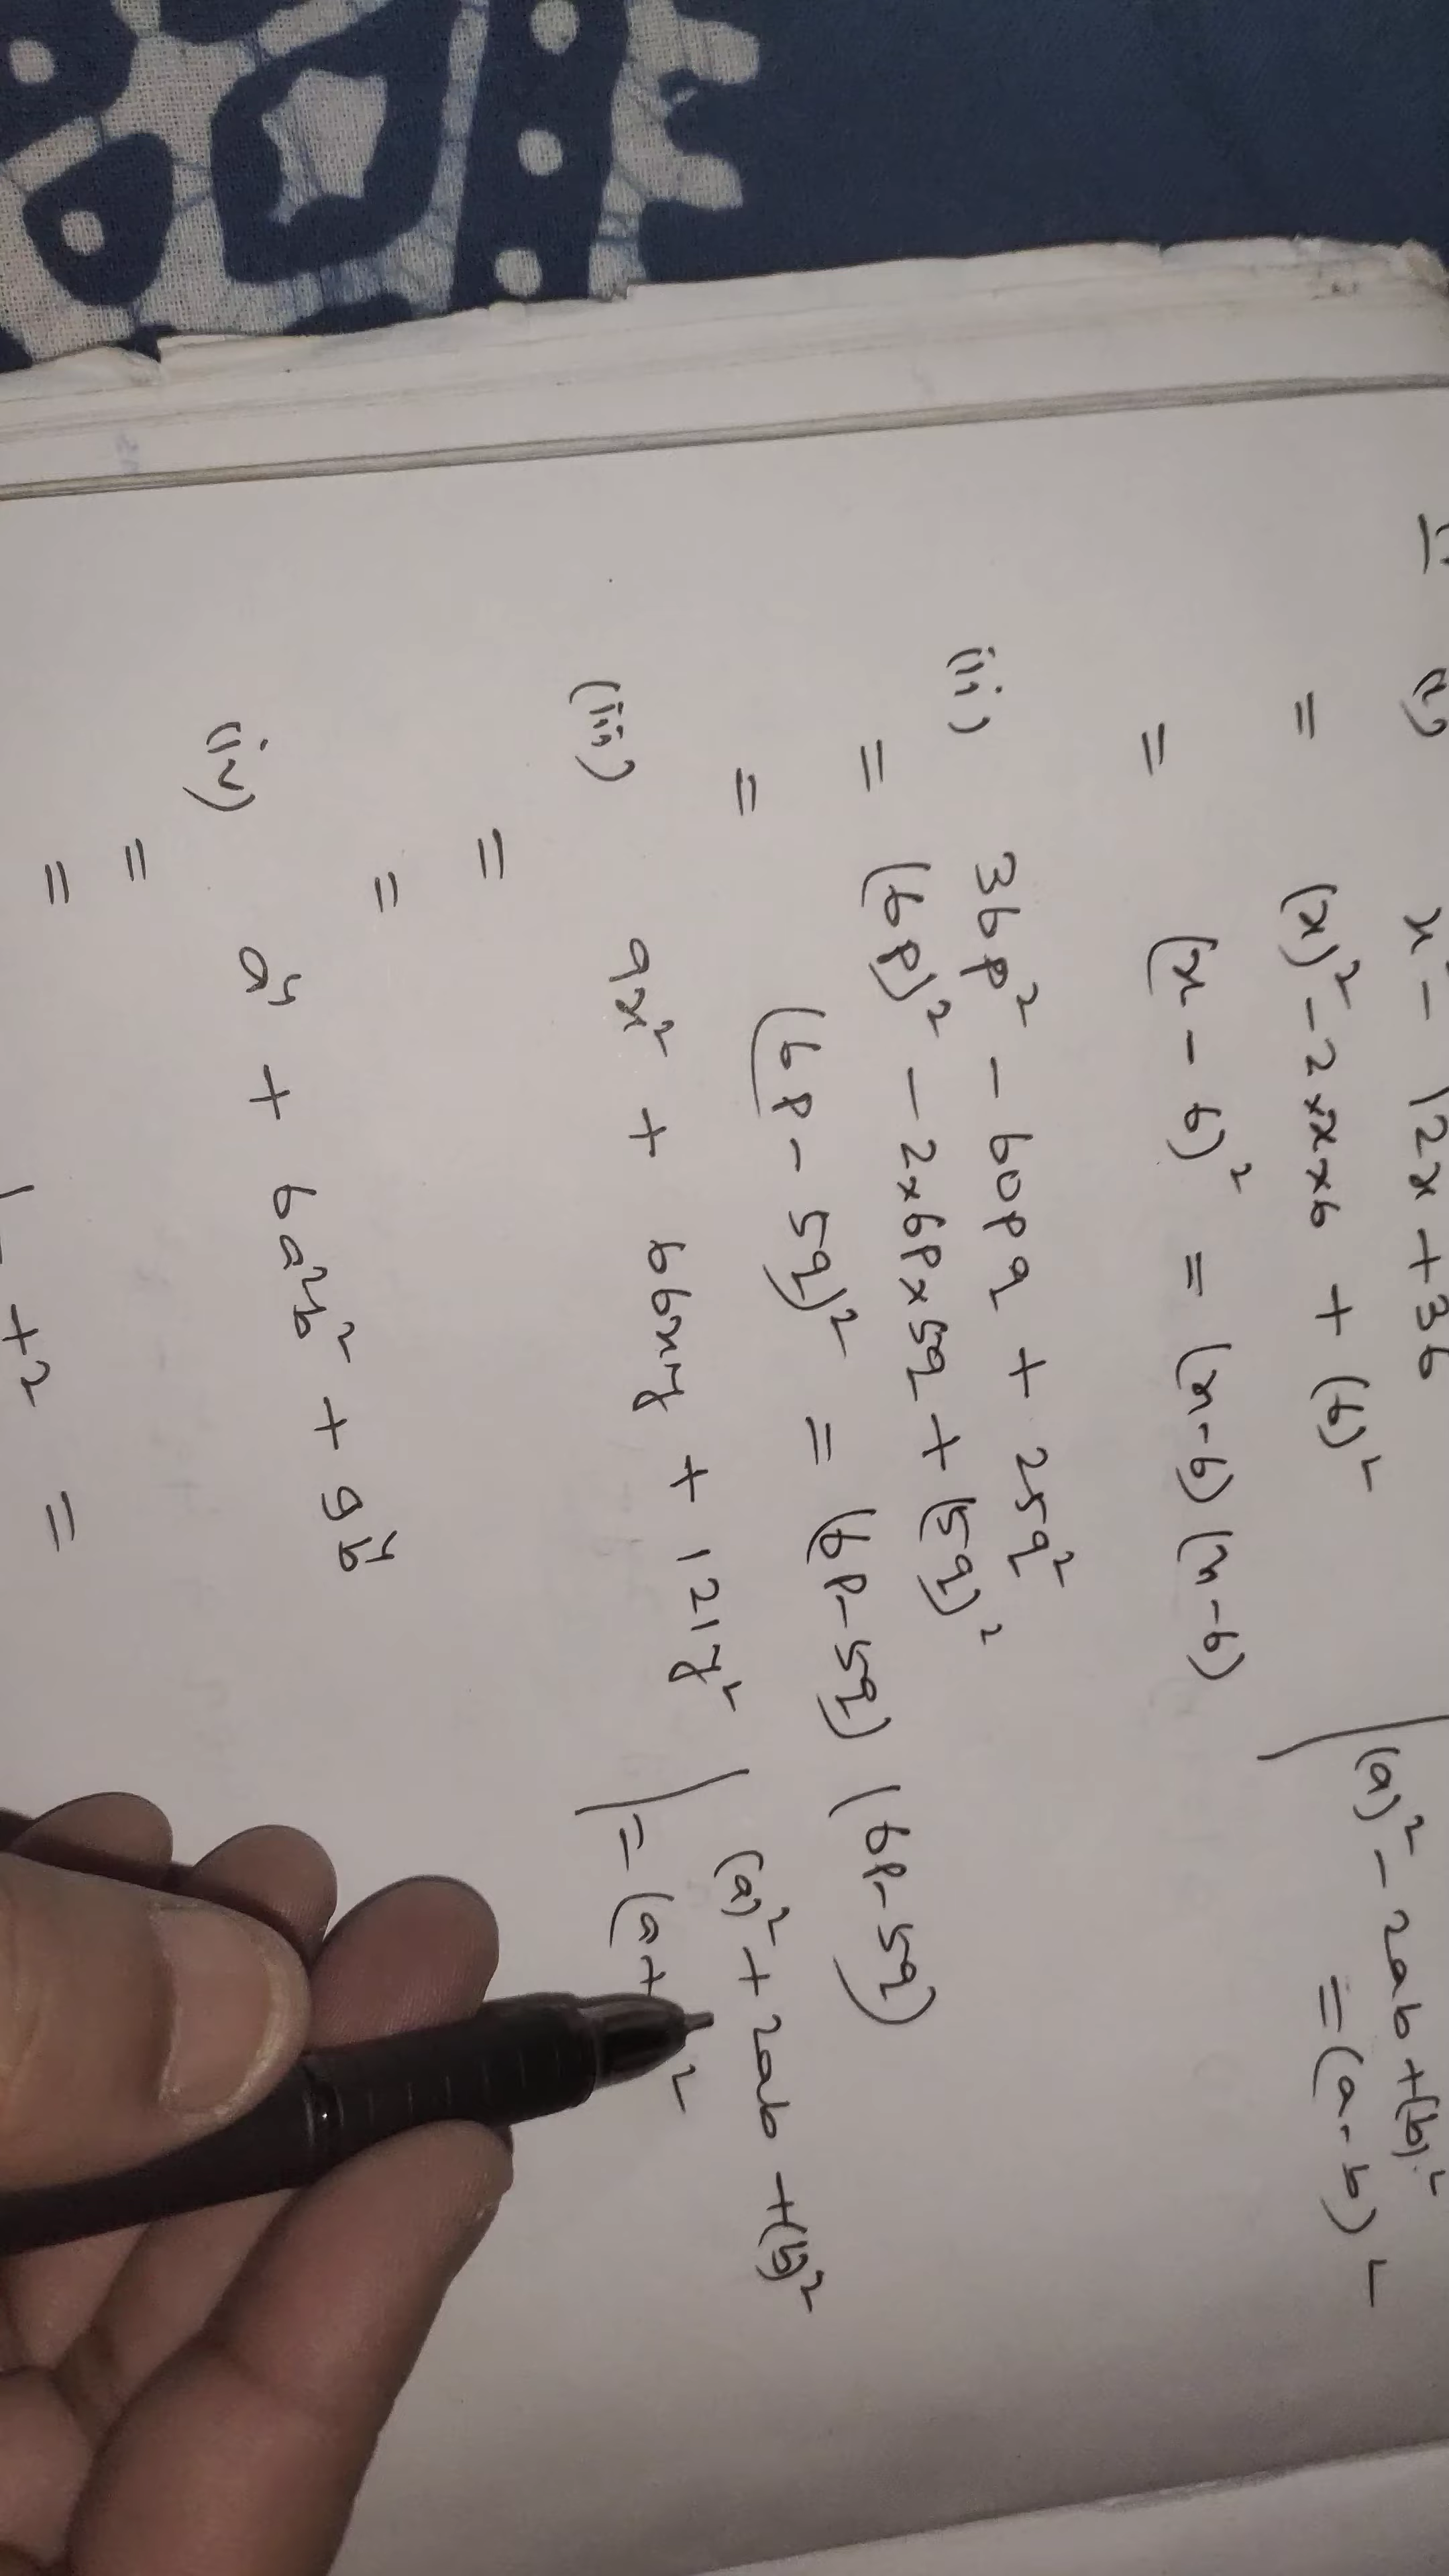 (i) x² - 12x + 36
= (x)² - 2×x×6 + (6)² | (a)² - 2ab + (b)²
= (a-b)²
= (x - 6)² = (x-6) (x-6)
(ii) 36p² - 60pq + 25q²
= (6p)² - 2×6p×5q + (5q)²
= (6p - 5q)² = (6p-5q) (6p-5q)
(iii) 9x² + 66xy + 121y² | (a)² + 2ab + (b)²
= = (a+ ²
=
(iv) a⁴ + 6a²b² + 9b⁴
=
= + 2 =